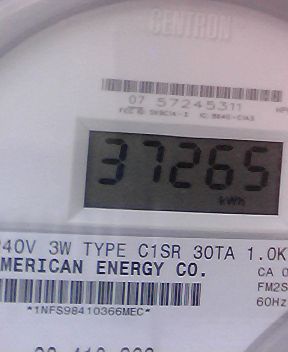 CENTRON
07 57245311
37265
kWh
240V 3W TYPE C1SR 30TA 1.0K
AMERICAN ENERGY CO.
CA 0
FM2S
60Hz
*1NFS98410366MEC*